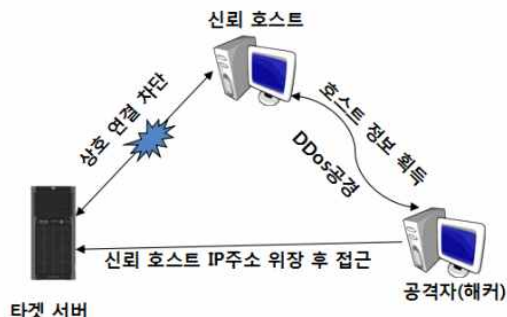 신뢰 호스트
상호 연결 차단
호스트 정보 획득
DDos공경
신뢰 호스트 IP주소 위장 후 접근
공격자(해커)
타겟 서버